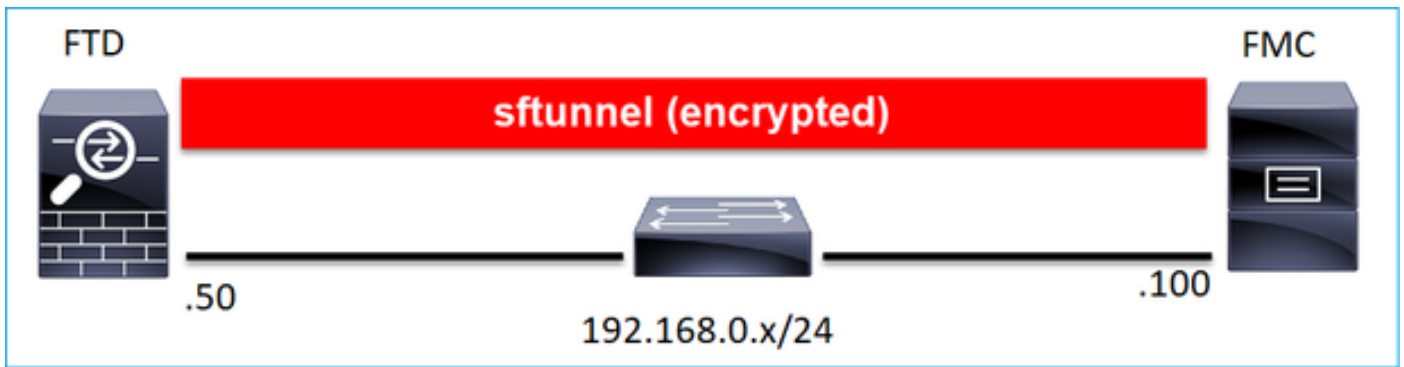 FTD
FMC
sftunnel (encrypted)
.50
.100
192.168.0.x/24